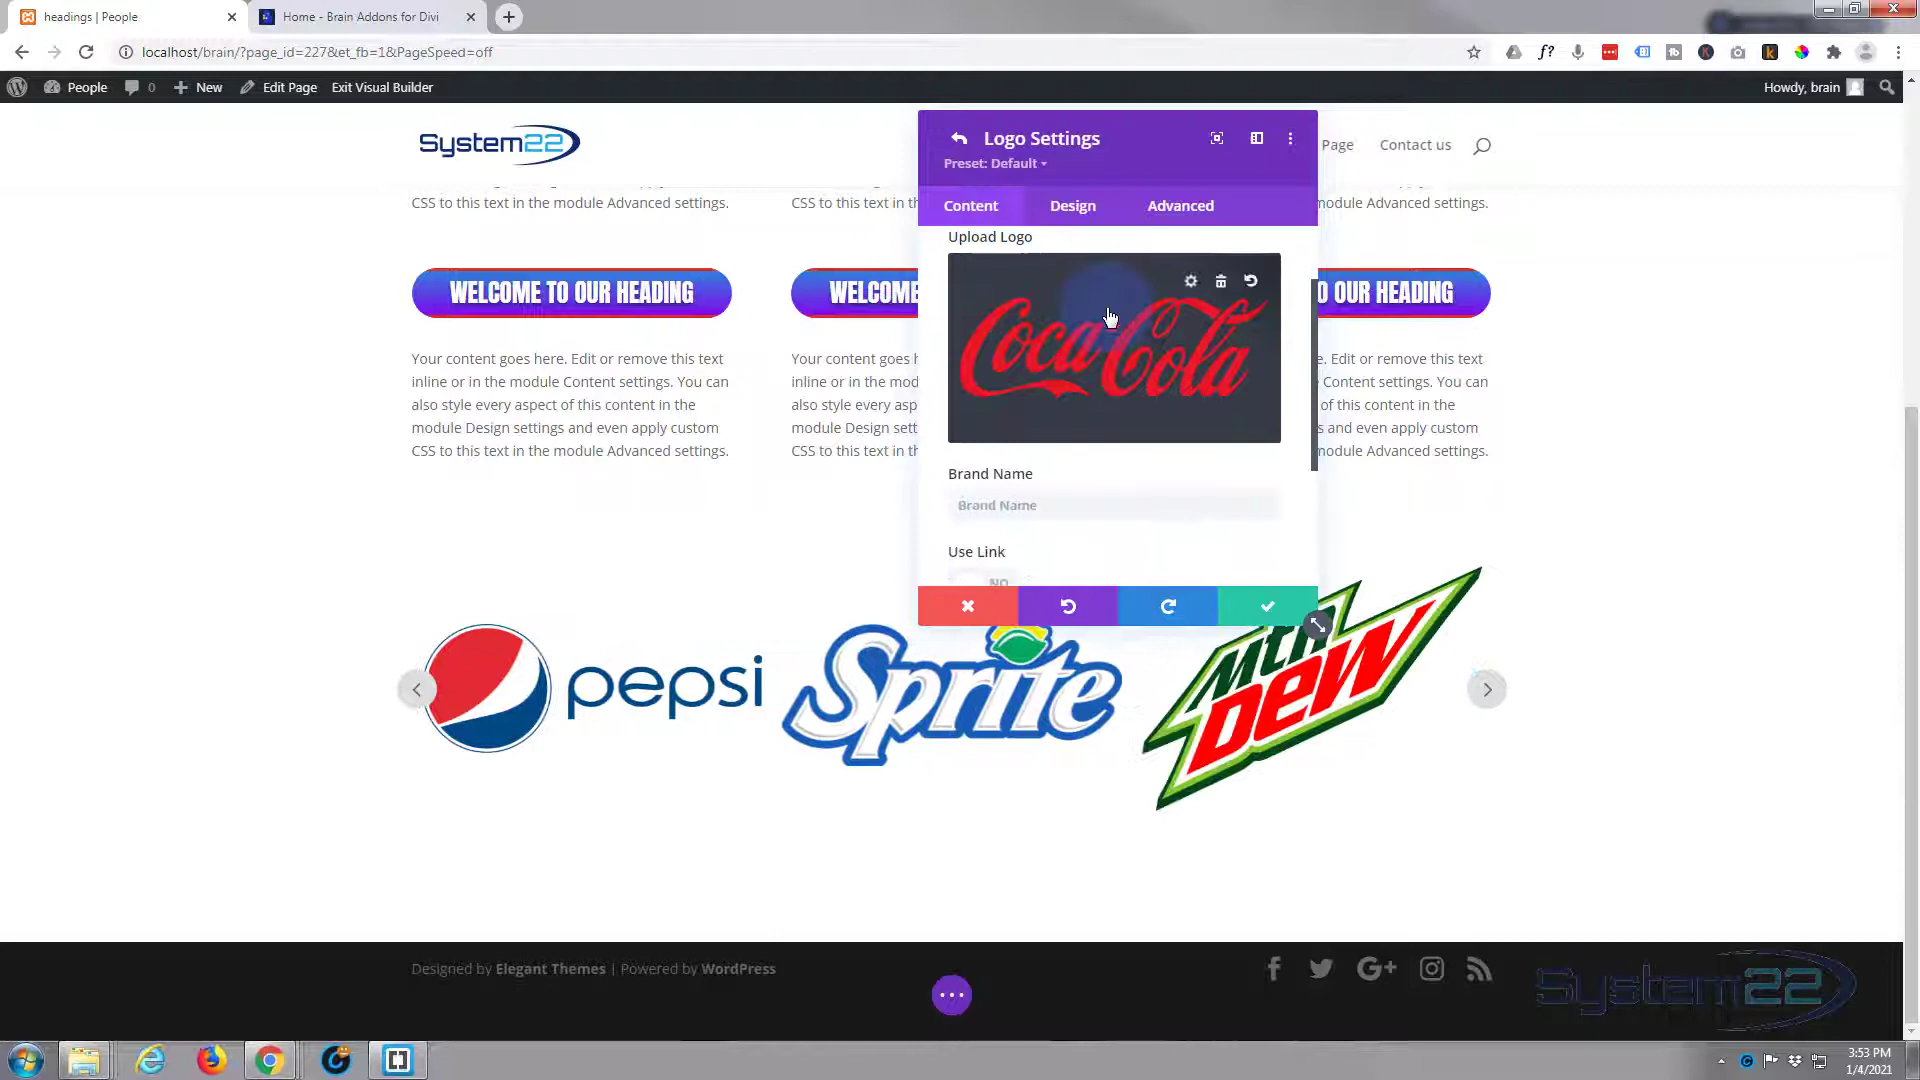 headings | People
Home - Brain Addons for Divi
localhost/brain/?page_id=227&et_fb=1&PageSpeed=off
People
0
New
Edit Page
Exit Visual Builder
Howdy, brain
System22
Page
Contact us
Logo Settings
Preset: Default
Content
Design
Advanced
CSS to this text in the module Advanced settings.
CSS to this text in th
module Advanced settings.
Upload Logo
Coca Cola
WELCOME TO OUR HEADING
WELCOME
O OUR HEADING
Your content goes here. Edit or remove this text
inline or in the module Content settings. You can
also style every aspect of this content in the
module Design settings and even apply custom
CSS to this text in the module Advanced settings.
Your content goes h
inline or in the mod
also style every asp
module Design sett
CSS to this text in th
e. Edit or remove this text
Content settings. You can
of this content in the
s and even apply custom
module Advanced settings.
Brand Name
Brand Name
Use Link
NO
pepsi
Sprite
Mtn
DEW
Designed by Elegant Themes | Powered by WordPress
System22
3:53 PM
1/4/2021